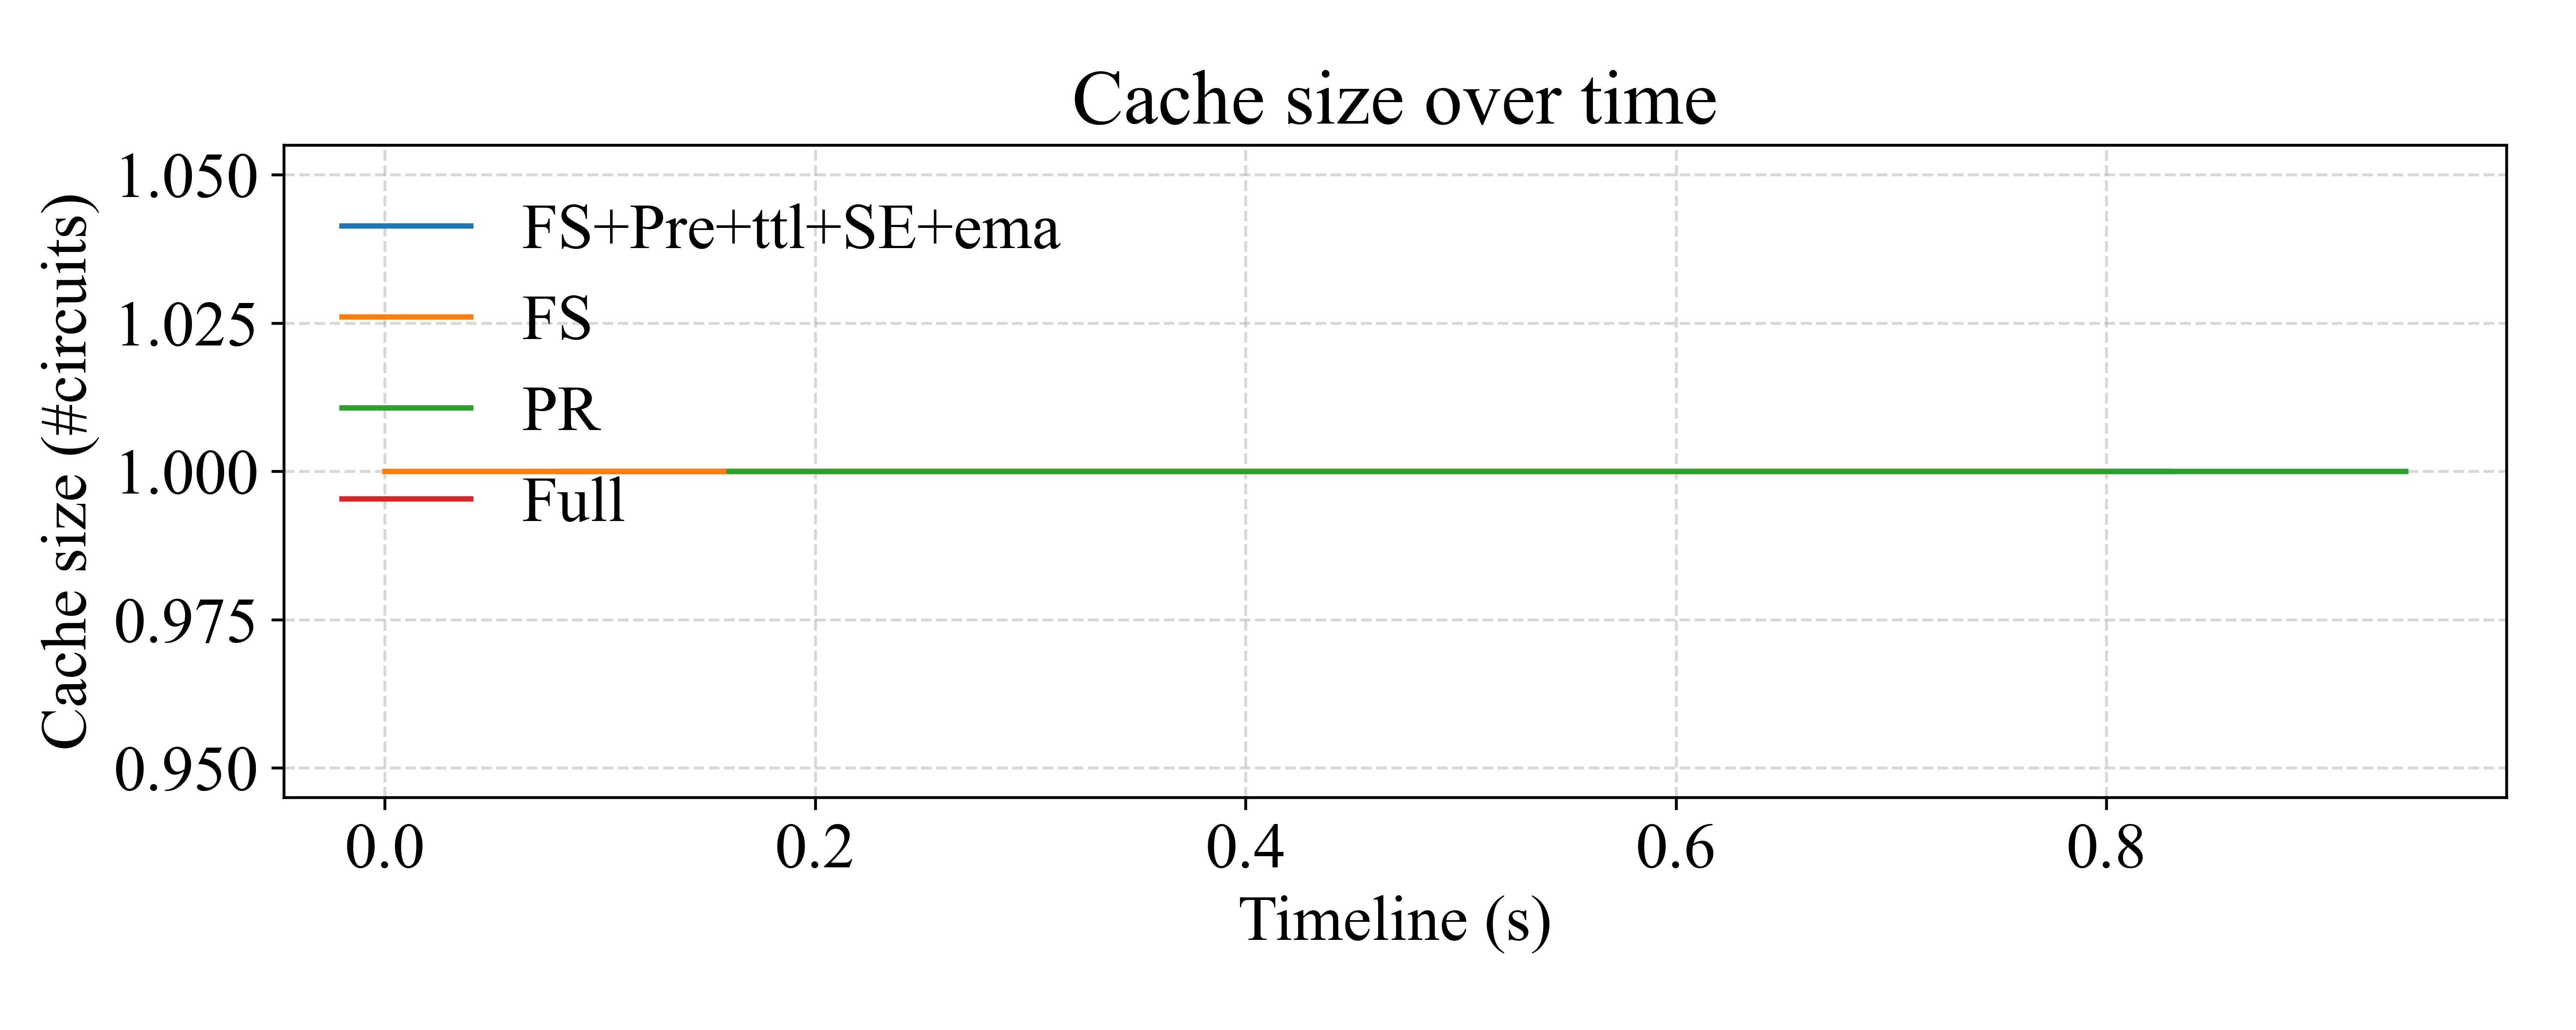 Cache size over time
Cache size (#circuits)
1.050
1.025
1.000
0.975
0.950
FS+Pre+ttl+SE+ema
FS
PR
Full
0.0 0.2 0.4 0.6 0.8
Timeline (s)